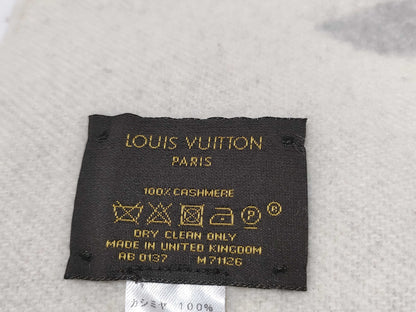 LOUIS VUITTON
PARIS
100% CASHMERE
P ®
DRY CLEAN ONLY
MADE IN UNITED KINGDOM
AB 0137 M71126
カシミヤ 100%